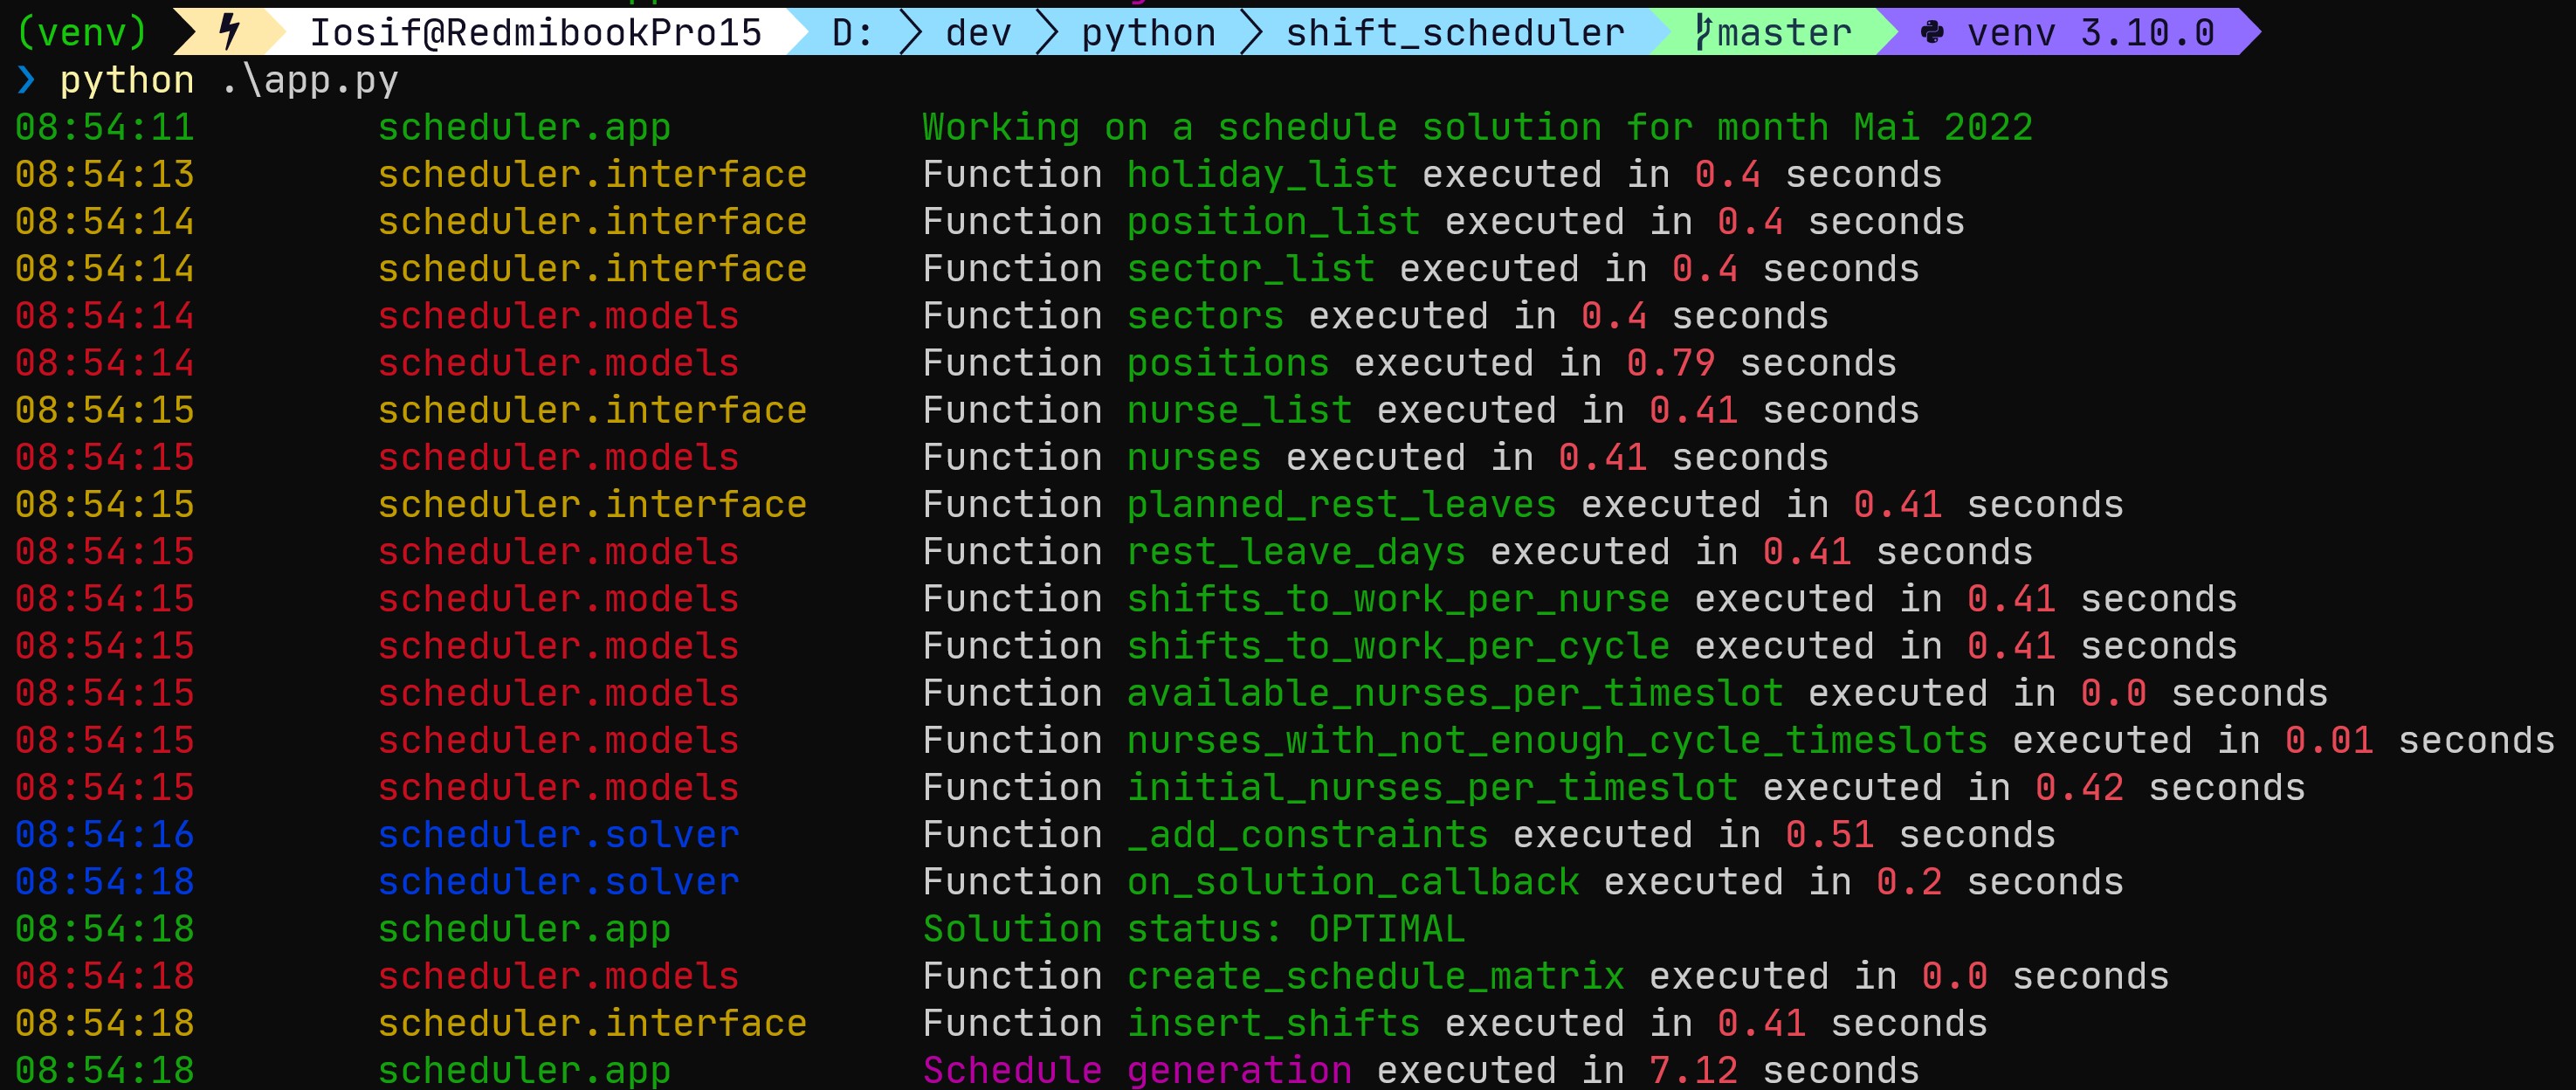 (venv) Iosif@RedmibookPro15 D: dev python shift_scheduler master venv 3.10.0
❯ python .\app.py
08:54:11 scheduler.app Working on a schedule solution for month Mai 2022
08:54:13 scheduler.interface Function holiday_list executed in 0.4 seconds
08:54:14 scheduler.interface Function position_list executed in 0.4 seconds
08:54:14 scheduler.interface Function sector_list executed in 0.4 seconds
08:54:14 scheduler.models Function sectors executed in 0.4 seconds
08:54:14 scheduler.models Function positions executed in 0.79 seconds
08:54:15 scheduler.interface Function nurse_list executed in 0.41 seconds
08:54:15 scheduler.models Function nurses executed in 0.41 seconds
08:54:15 scheduler.interface Function planned_rest_leaves executed in 0.41 seconds
08:54:15 scheduler.models Function rest_leave_days executed in 0.41 seconds
08:54:15 scheduler.models Function shifts_to_work_per_nurse executed in 0.41 seconds
08:54:15 scheduler.models Function shifts_to_work_per_cycle executed in 0.41 seconds
08:54:15 scheduler.models Function available_nurses_per_timeslot executed in 0.0 seconds
08:54:15 scheduler.models Function nurses_with_not_enough_cycle_timeslots executed in 0.01 seconds
08:54:15 scheduler.models Function initial_nurses_per_timeslot executed in 0.42 seconds
08:54:16 scheduler.solver Function _add_constraints executed in 0.51 seconds
08:54:18 scheduler.solver Function on_solution_callback executed in 0.2 seconds
08:54:18 scheduler.app Solution status: OPTIMAL
08:54:18 scheduler.models Function create_schedule_matrix executed in 0.0 seconds
08:54:18 scheduler.interface Function insert_shifts executed in 0.41 seconds
08:54:18 scheduler.app Schedule generation executed in 7.12 seconds